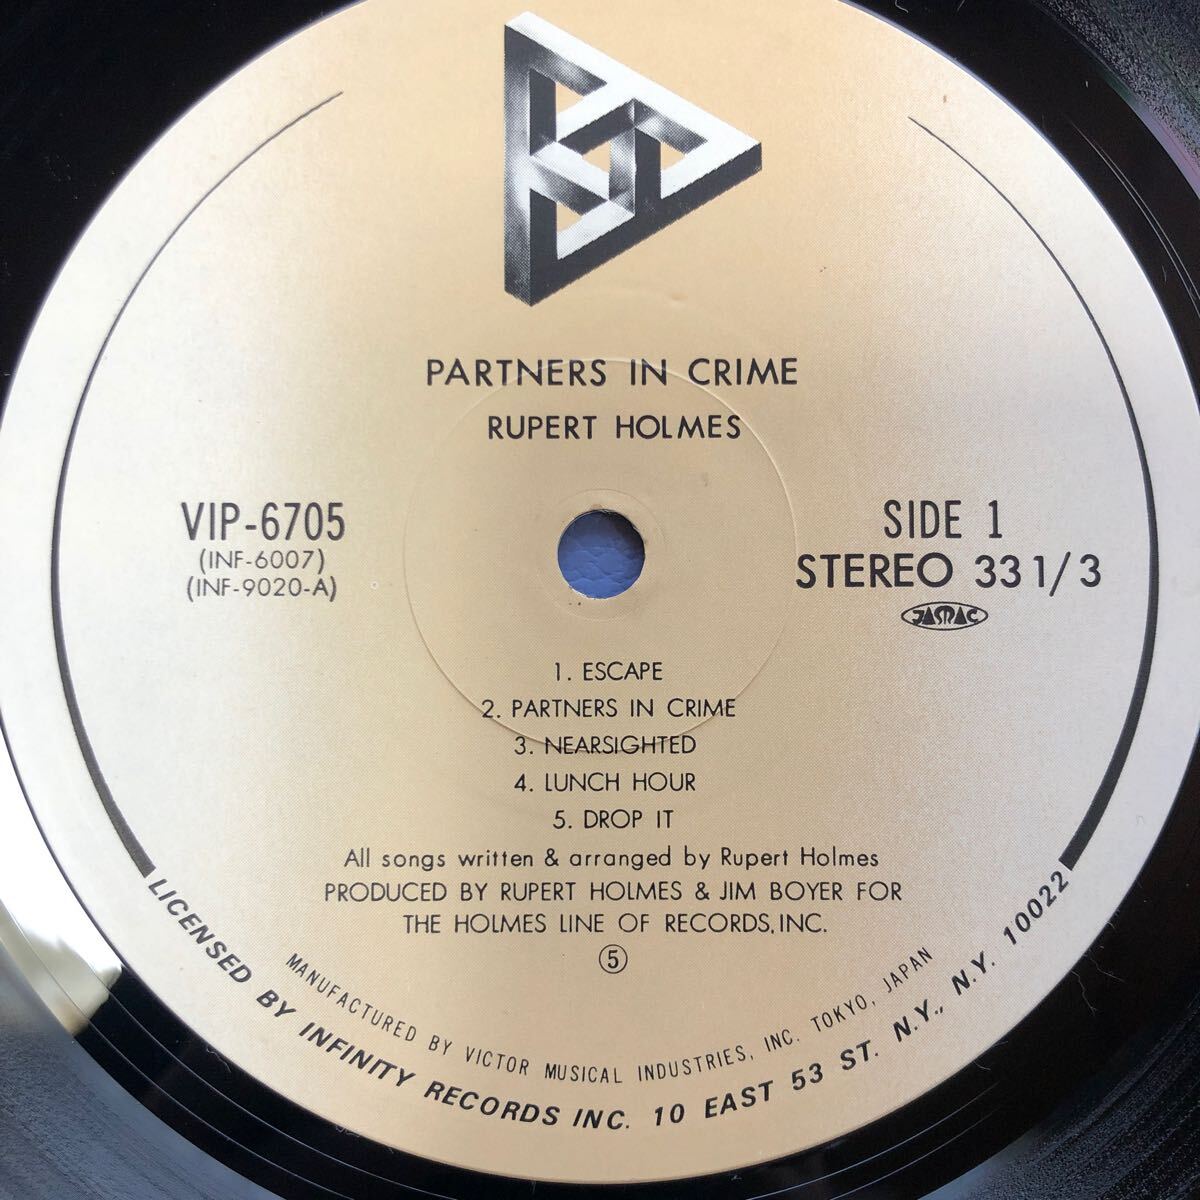 PARTNERS IN CRIME
RUPERT HOLMES
VIP-6705
(INF-6007)
(INF-9020-A)
SIDE 1
STEREO 33 1/3
JASRAC
1. ESCAPE
2. PARTNERS IN CRIME
3. NEARSIGHTED
4. LUNCH HOUR
5. DROP IT
All songs written & arranged by Rupert Holmes
PRODUCED BY RUPERT HOLMES & JIM BOYER FOR
THE HOLMES LINE OF RECORDS, INC.
⑤
MANUFACTURED BY VICTOR MUSICAL INDUSTRIES, INC. TOKYO, JAPAN
LICENSED BY INFINITY RECORDS INC. 10 EAST 53 ST. N.Y., N.Y. 10022